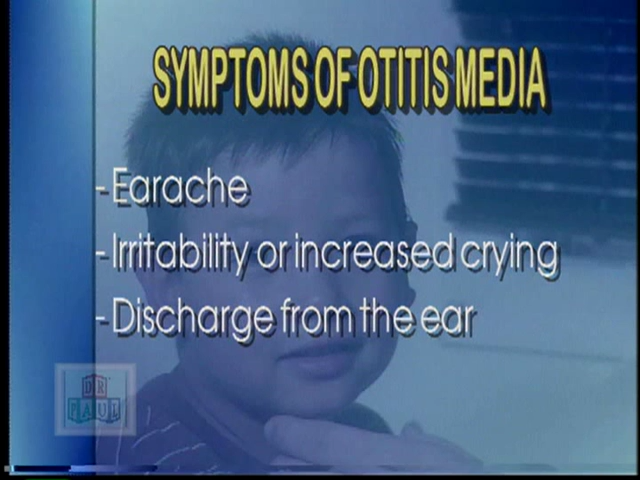 SYMPTOMS OF OTITIS MEDIA
- Earache
- Irritability or increased crying
- Discharge from the ear
DR
PAUL